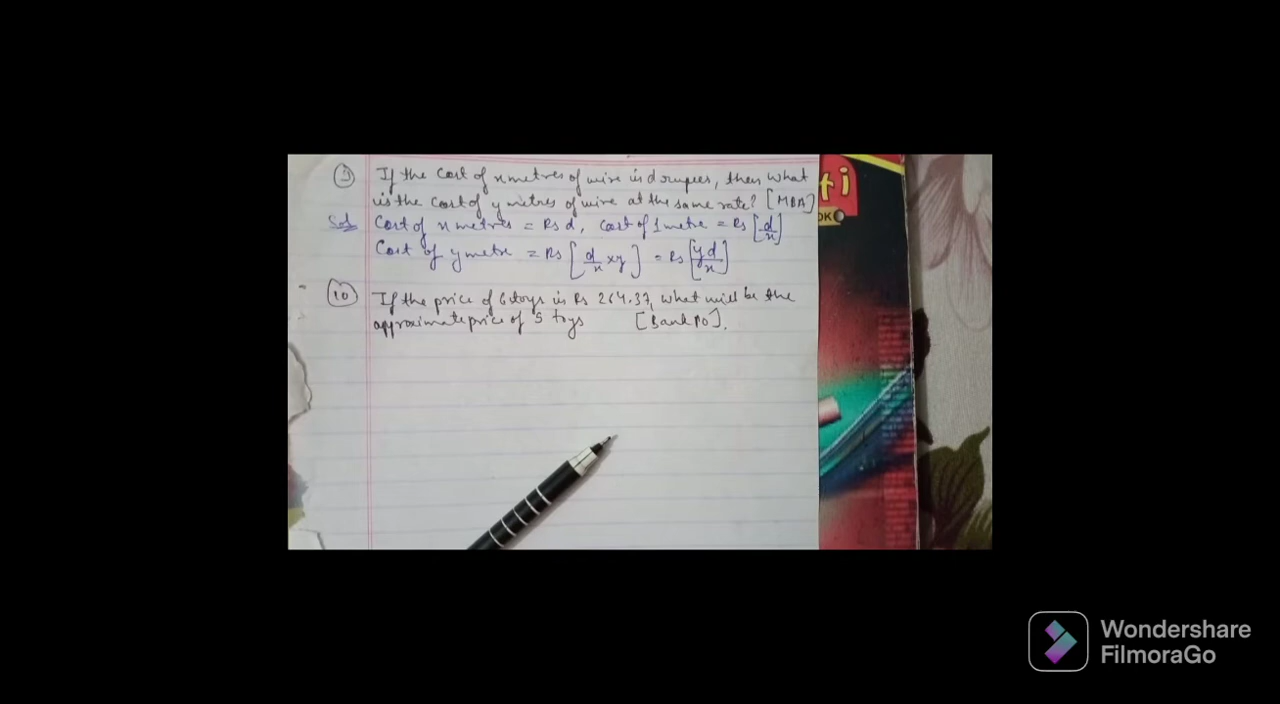 9 If the cost of x metres of wire is d rupees, then what
is the cost of y metres of wire at the same rate? [MBA]
Sol Cost of x metres = Rs d, cost of 1 metre = Rs [d/x]
Cost of y metre = Rs [d/x × y] = Rs [yd/x]
10 If the price of 6 toys is Rs 264.37, what will be the
approximate price of 5 toys [Bank PO].
ti
OK
Wondershare
FilmoraGo